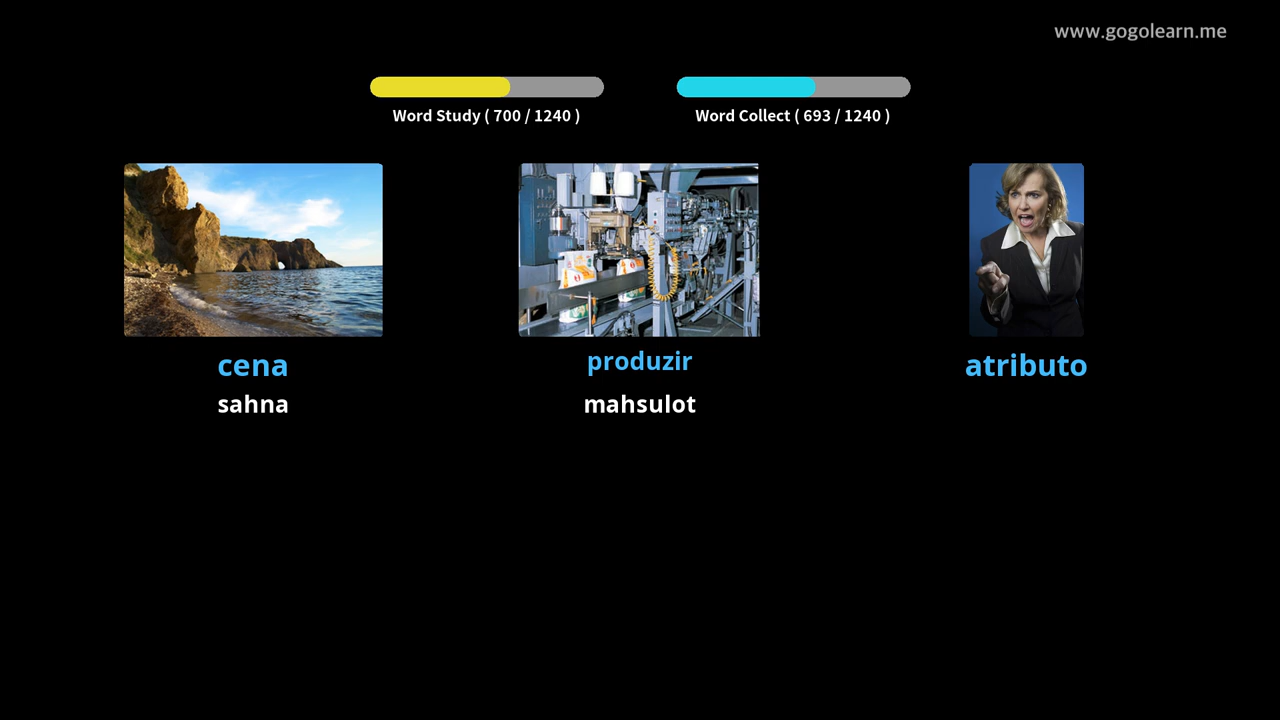 www.gogolearn.me
Word Study ( 700 / 1240 )
Word Collect ( 693 / 1240 )
cena
produzir
atributo
sahna
mahsulot